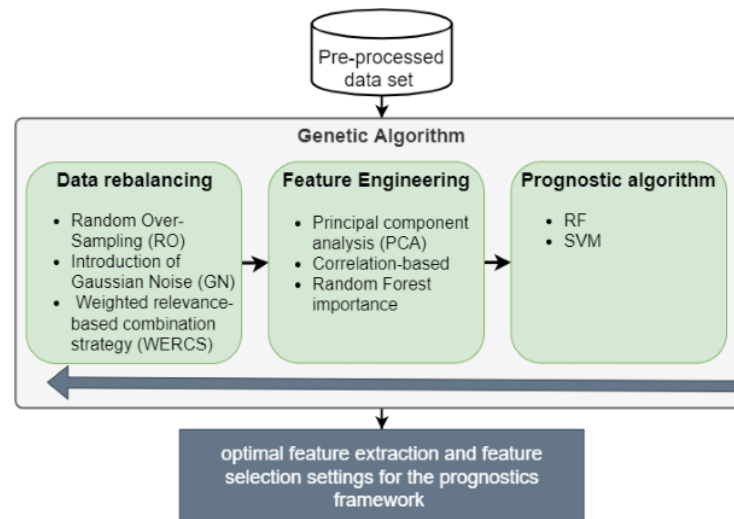 Pre-processed
data set
Genetic Algorithm
Data rebalancing
• Random Over-
Sampling (RO)
• Introduction of
Gaussian Noise (GN)
• Weighted relevance-
based combination
strategy (WERCS)
Feature Engineering
• Principal component
analysis (PCA)
• Correlation-based
• Random Forest
importance
Prognostic algorithm
• RF
• SVM
optimal feature extraction and feature
selection settings for the prognostics
framework